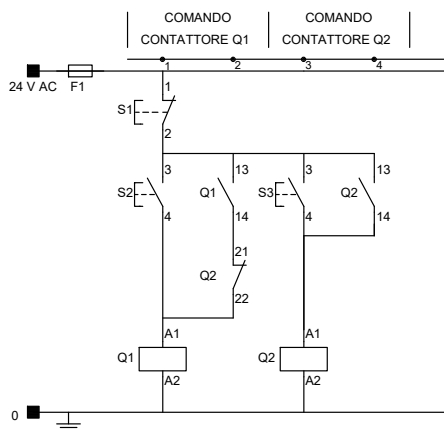 COMANDO COMANDO
CONTATTORE Q1 CONTATTORE Q2
1 2 3 4
24 V AC F1
1
S1
2
3 13 3 13
S2 Q1 S3 Q2
4 14 4 14
21
Q2
22
A1 A1
Q1 Q2
A2 A2
0